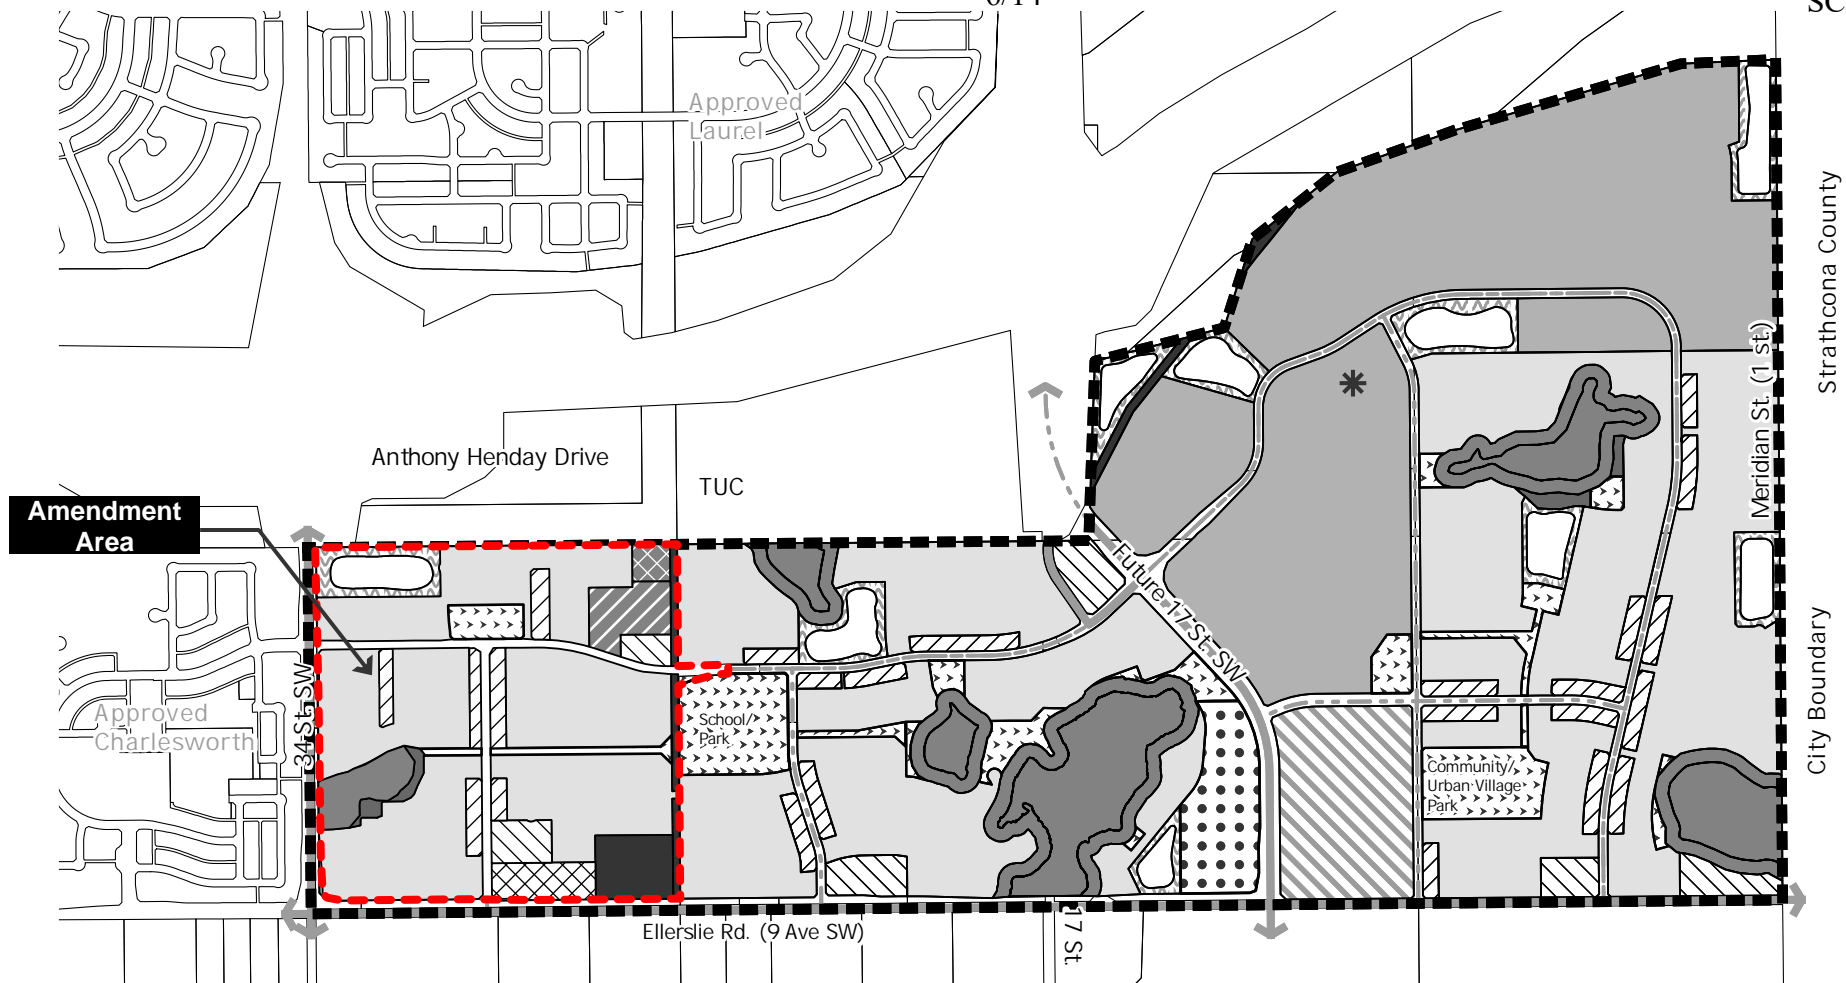 Approved
Laurel
Strathcona County
Anthony Henday Drive
TUC
Meridian St. (1 st.)
Amendment
Area
Future 17 St. SW
34 St. SW
Approved
Charlesworth
School/
Park
Community/
Urban Village
Park
City Boundary
Ellerslie Rd. (9 Ave SW)
17 St.